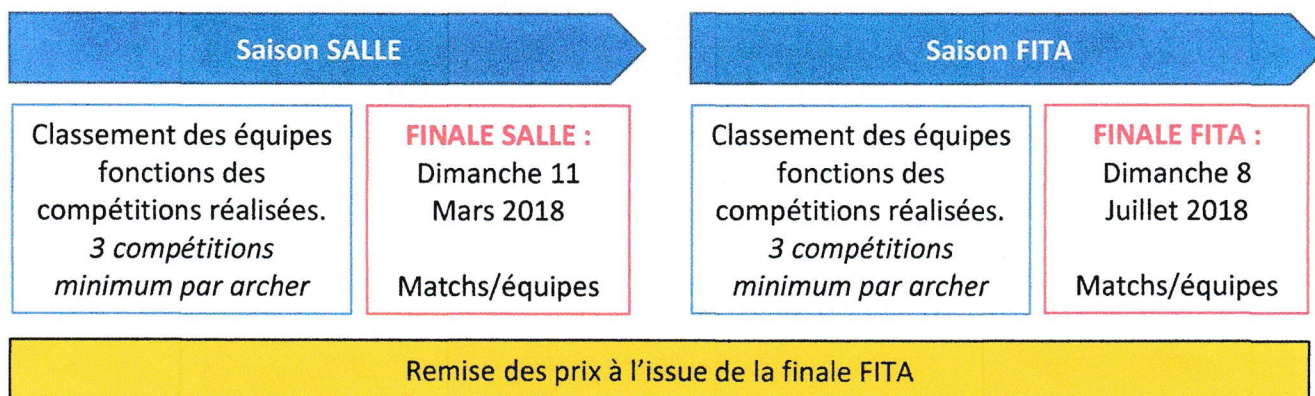 Saison SALLE
Saison FITA
Classement des équipes
fonctions des
compétitions réalisées.
3 compétitions
minimum par archer
FINALE SALLE :
Dimanche 11
Mars 2018
Matchs/équipes
Classement des équipes
fonctions des
compétitions réalisées.
3 compétitions
minimum par archer
FINALE FITA :
Dimanche 8
Juillet 2018
Matchs/équipes
Remise des prix à l'issue de la finale FITA